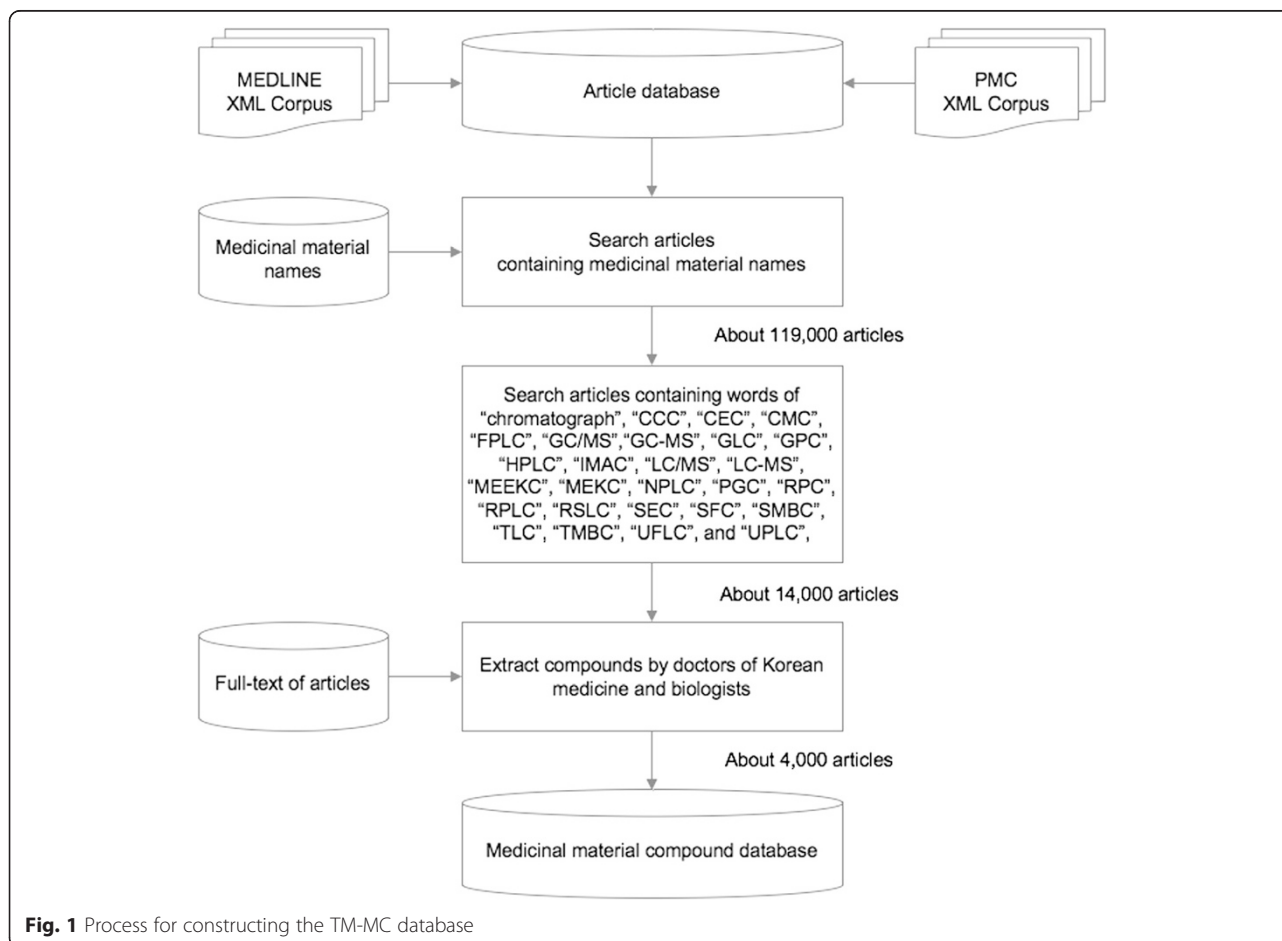 MEDLINE
XML Corpus
Article database
PMC
XML Corpus
Medicinal material
names
Search articles
containing medicinal material names
About 119,000 articles
Search articles containing words of
“chromatograph”, “CCC”, “CEC”, “CMC”,
“FPLC”, “GC/MS”,“GC-MS”, “GLC”, “GPC”,
“HPLC”, “IMAC”, “LC/MS”, “LC-MS”,
“MEEKC”, “MEKC”, “NPLC”, “PGC”, “RPC”,
“RPLC”, “RSLC”, “SEC”, “SFC”, “SMBC”,
“TLC”, “TMBC”, “UFLC”, and “UPLC”,
About 14,000 articles
Full-text of articles
Extract compounds by doctors of Korean
medicine and biologists
About 4,000 articles
Medicinal material compound database
Fig. 1 Process for constructing the TM-MC database